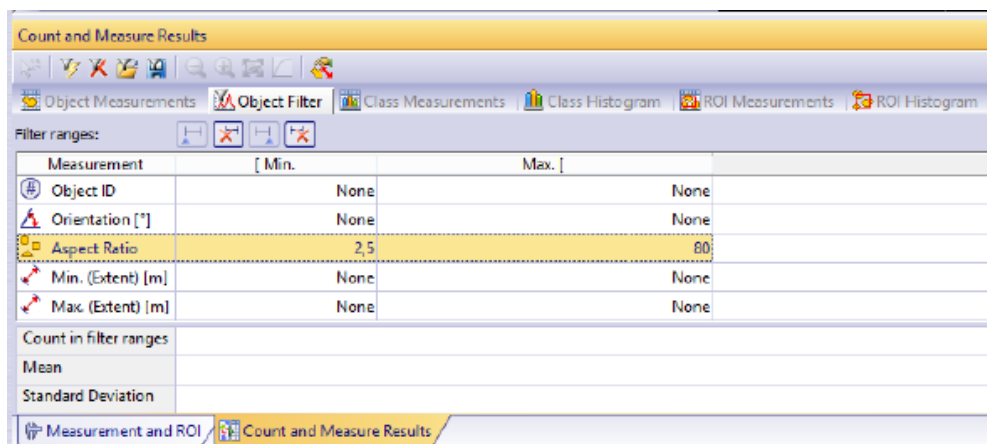 Count and Measure Results
Object Measurements Object Filter Class Measurements Class Histogram ROI Measurements ROI Histogram
Filter ranges:
Measurement [ Min. Max. [
# Object ID None None
Orientation [°] None None
Aspect Ratio 2,5 80
Min. (Extent) [m] None None
Max. (Extent) [m] None None
Count in filter ranges
Mean
Standard Deviation
Measurement and ROI Count and Measure Results